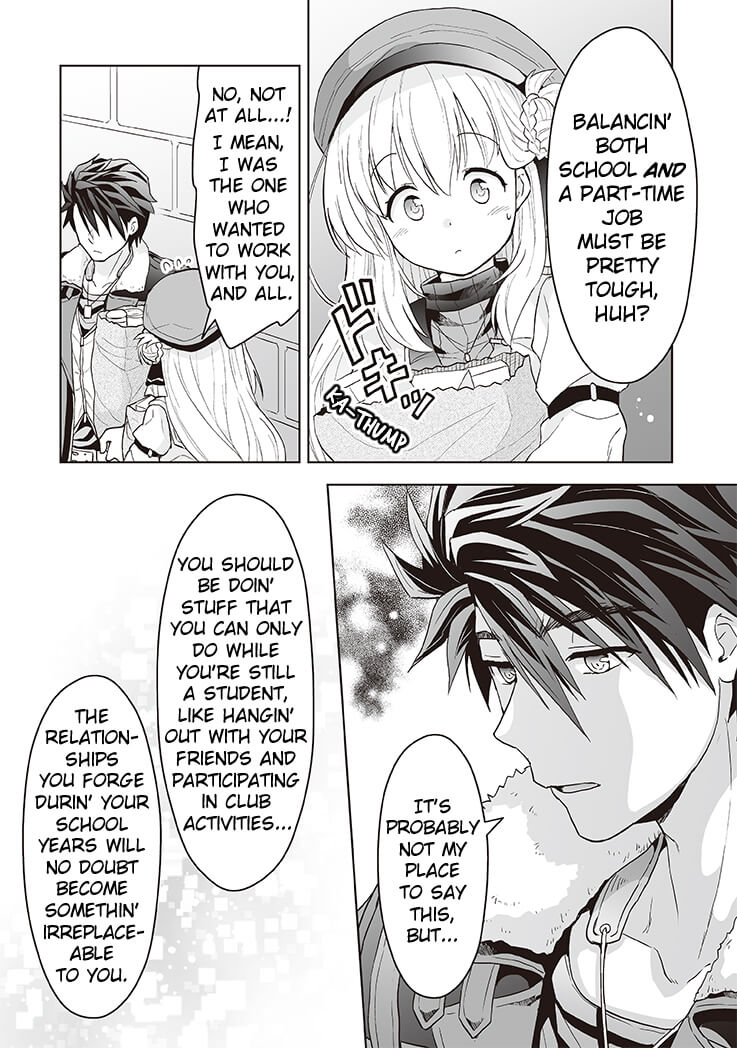 BALANCIN'
BOTH
SCHOOL AND
A PART-TIME
JOB
MUST BE
PRETTY
TOUGH,
HUH?
ドキッ
KA-THUMP
NO, NOT
AT ALL...!
I MEAN,
I WAS
THE ONE
WHO
WANTED
TO WORK
WITH YOU,
AND ALL.
IT'S
PROBABLY
NOT MY
PLACE
TO SAY
THIS,
BUT...
YOU SHOULD
BE DOIN'
STUFF THAT
YOU CAN ONLY
DO WHILE
YOU'RE STILL
A STUDENT,
LIKE HANGIN'
OUT WITH YOUR
FRIENDS AND
PARTICIPATING
IN CLUB
ACTIVITIES...
THE
RELATION-
SHIPS
YOU FORGE
DURIN' YOUR
SCHOOL
YEARS WILL
NO DOUBT
BECOME
SOMETHIN'
IRREPLACE-
ABLE
TO YOU.